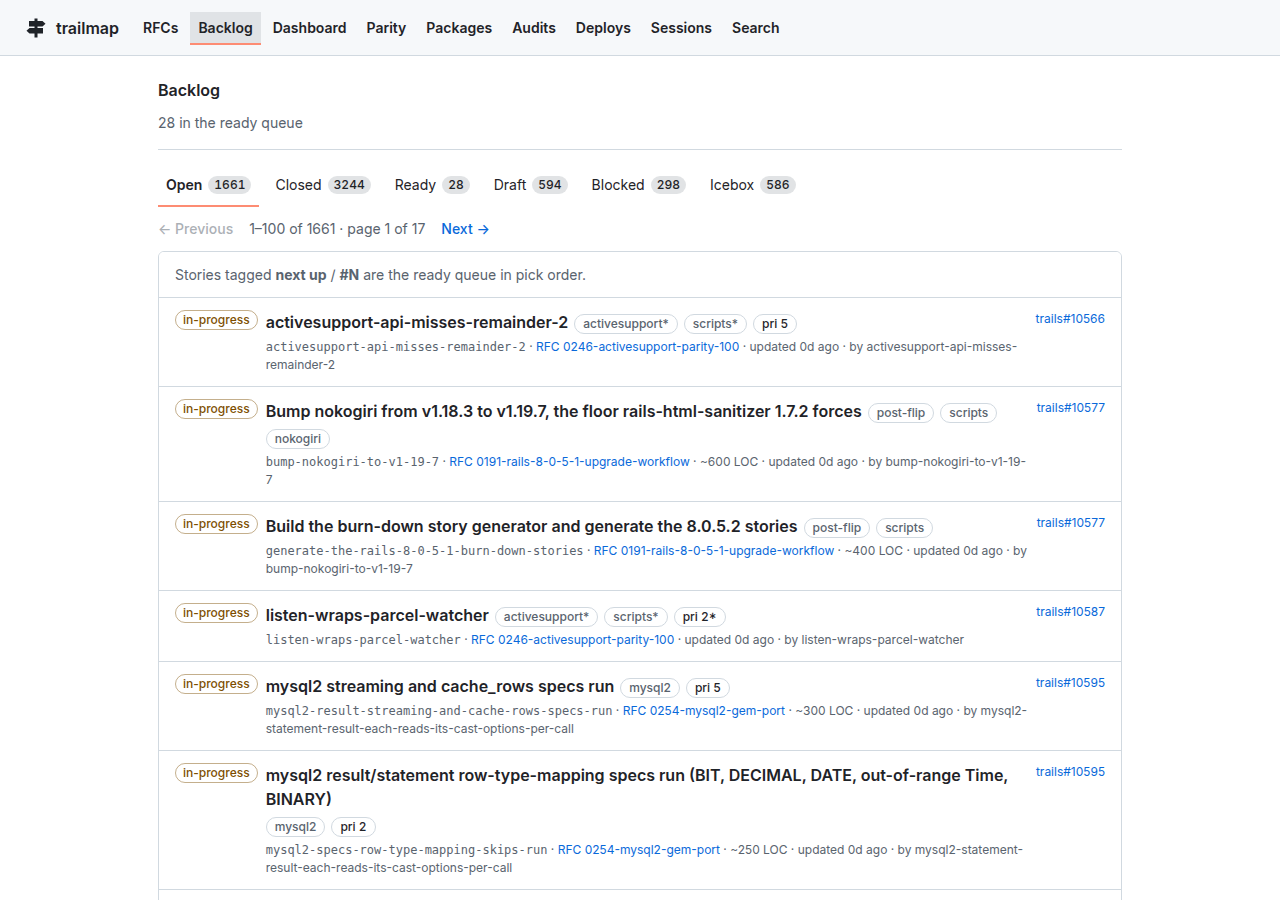 trailmap RFCs Backlog Dashboard Parity Packages Audits Deploys Sessions Search
Backlog
28 in the ready queue
Open 1661 Closed 3244 Ready 28 Draft 594 Blocked 298 Icebox 586
← Previous 1–100 of 1661 · page 1 of 17 Next →
Stories tagged next up / #N are the ready queue in pick order.
in-progress activesupport-api-misses-remainder-2 activesupport* scripts* pri 5 trails#10566
activesupport-api-misses-remainder-2 · RFC 0246-activesupport-parity-100 · updated 0d ago · by activesupport-api-misses-
remainder-2
in-progress Bump nokogiri from v1.18.3 to v1.19.7, the floor rails-html-sanitizer 1.7.2 forces post-flip scripts trails#10577
nokogiri
bump-nokogiri-to-v1-19-7 · RFC 0191-rails-8-0-5-1-upgrade-workflow · ~600 LOC · updated 0d ago · by bump-nokogiri-to-v1-19-
7
in-progress Build the burn-down story generator and generate the 8.0.5.2 stories post-flip scripts trails#10577
generate-the-rails-8-0-5-1-burn-down-stories · RFC 0191-rails-8-0-5-1-upgrade-workflow · ~400 LOC · updated 0d ago · by
bump-nokogiri-to-v1-19-7
in-progress listen-wraps-parcel-watcher activesupport* scripts* pri 2* trails#10587
listen-wraps-parcel-watcher · RFC 0246-activesupport-parity-100 · updated 0d ago · by listen-wraps-parcel-watcher
in-progress mysql2 streaming and cache_rows specs run mysql2 pri 5 trails#10595
mysql2-result-streaming-and-cache-rows-specs-run · RFC 0254-mysql2-gem-port · ~300 LOC · updated 0d ago · by mysql2-
statement-result-each-reads-its-cast-options-per-call
in-progress mysql2 result/statement row-type-mapping specs run (BIT, DECIMAL, DATE, out-of-range Time, trails#10595
BINARY)
mysql2 pri 2
mysql2-specs-row-type-mapping-skips-run · RFC 0254-mysql2-gem-port · ~250 LOC · updated 0d ago · by mysql2-statement-
result-each-reads-its-cast-options-per-call